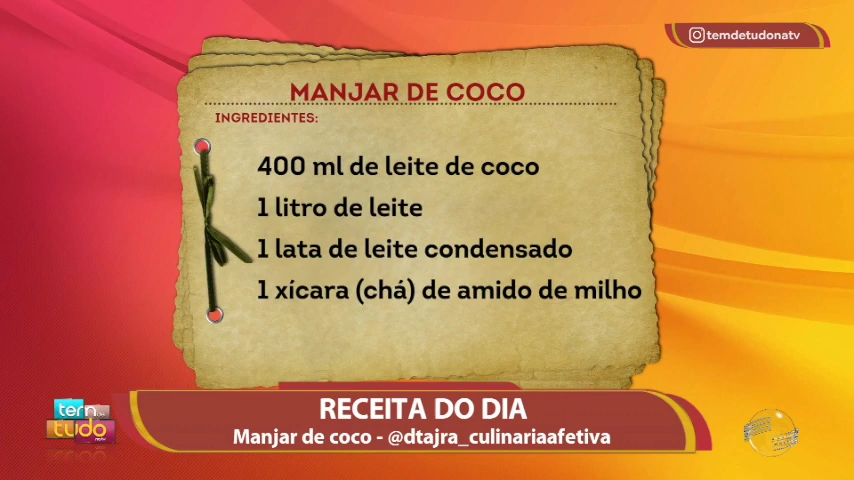 temdetudonatv
MANJAR DE COCO
INGREDIENTES:
400 ml de leite de coco
1 litro de leite
1 lata de leite condensado
1 xícara (chá) de amido de milho
RECEITA DO DIA
Manjar de coco - @dtajra_culinariaafetiva
tem de
tudo